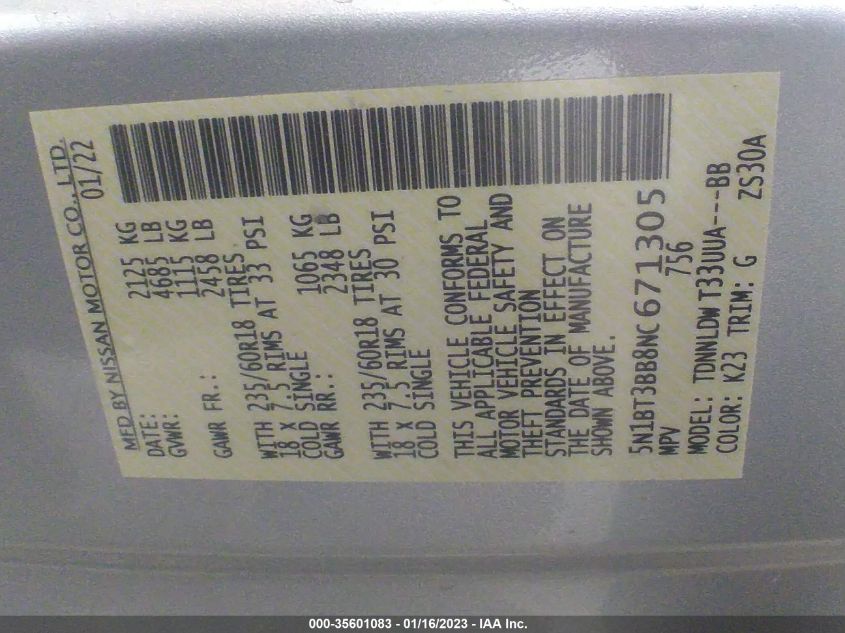 MFD BY NISSAN MOTOR CO., LTD.
DATE: 01/22
GVWR: 2125 KG
4685 LB
GAWR FR.: 1115 KG
2458 LB
WITH 235/60R18 TIRES
18 X 7.5 RIMS AT 33 PSI
COLD SINGLE
GAWR RR.: 1065 KG
2348 LB
WITH 235/60R18 TIRES
18 X 7.5 RIMS AT 30 PSI
COLD SINGLE
THIS VEHICLE CONFORMS TO
ALL APPLICABLE FEDERAL
MOTOR VEHICLE SAFETY AND
THEFT PREVENTION
STANDARDS IN EFFECT ON
THE DATE OF MANUFACTURE
SHOWN ABOVE.
5N1BT3BB8NC671305
MPV 756
MODEL: TDNNLDW T33UUA---BB
COLOR: K23 TRIM: G ZS30A
000-35601083 - 01/16/2023 - IAA Inc.